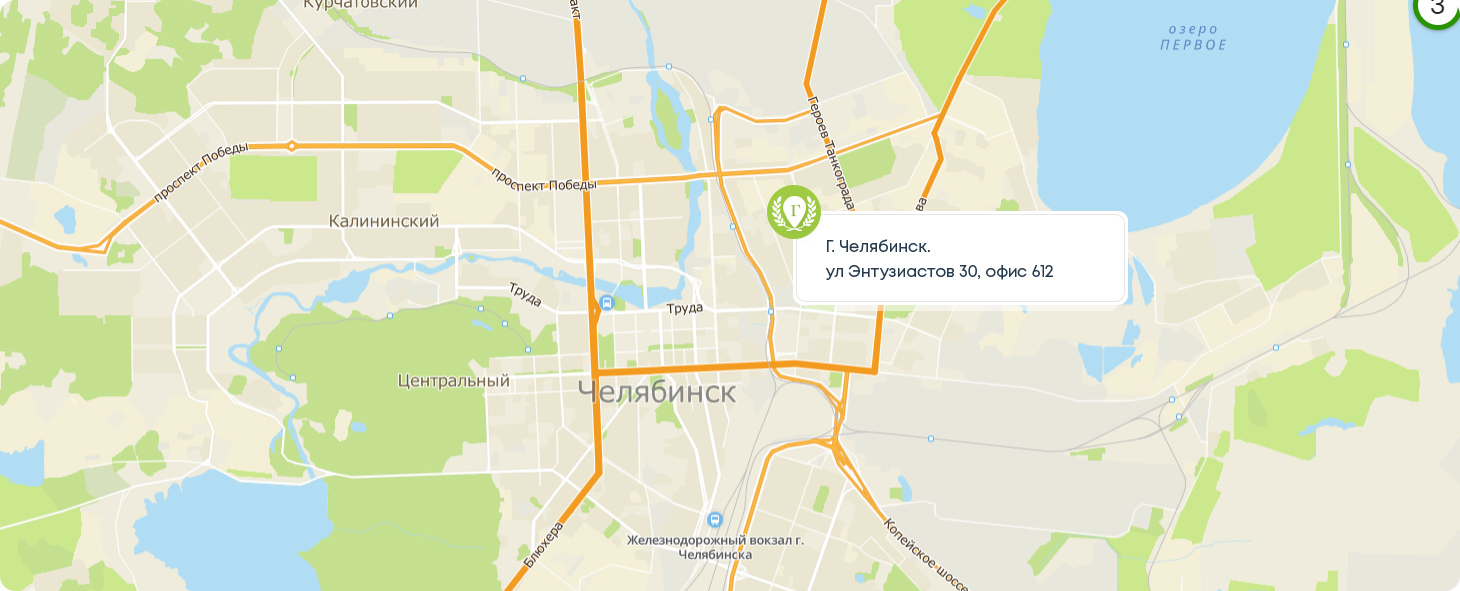 Курчатовский
3
озеро
ПЕРВОЕ
Героев Танкограда
проспект Победы
проспект Победы
Калининский
Г
Г. Челябинск.
ул Энтузиастов 30, офис 612
Труда
Труда
Центральный
Челябинск
Блюхера
Железнодорожный вокзал г.
Челябинска
Копейское шоссе